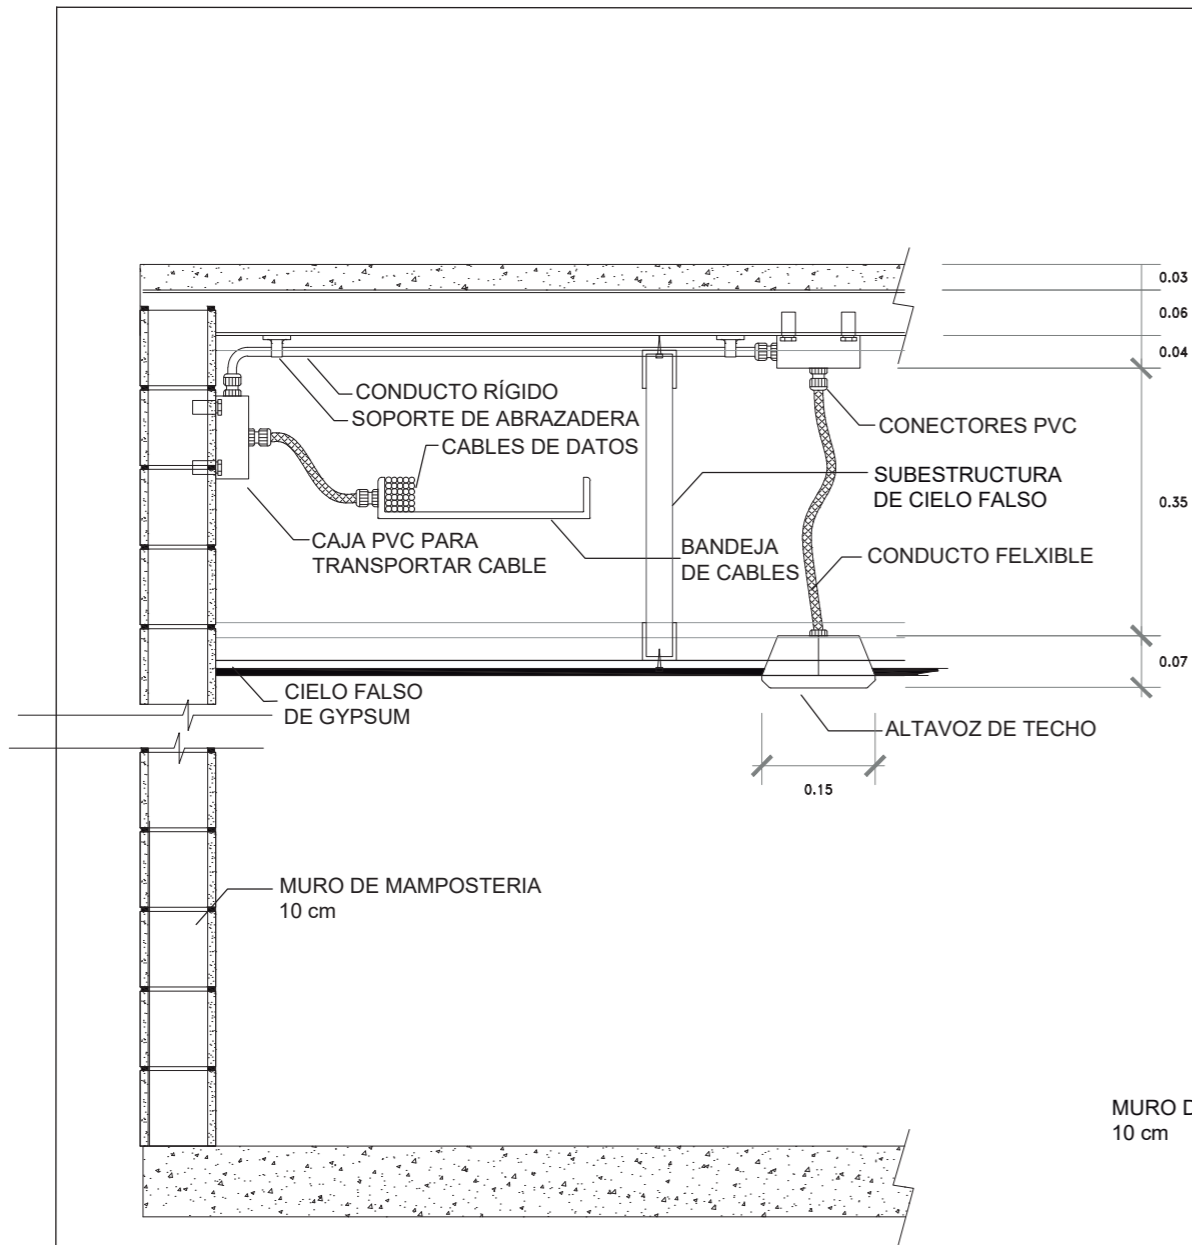 0.03
0.06
0.04
CONDUCTO RÍGIDO
SOPORTE DE ABRAZADERA
CABLES DE DATOS
CONECTORES PVC
SUBESTRUCTURA
DE CIELO FALSO
0.35
CAJA PVC PARA
TRANSPORTAR CABLE
BANDEJA
DE CABLES
CONDUCTO FELXIBLE
0.07
CIELO FALSO
DE GYPSUM
ALTAVOZ DE TECHO
0.15
MURO DE MAMPOSTERIA
10 cm
MURO D
10 cm